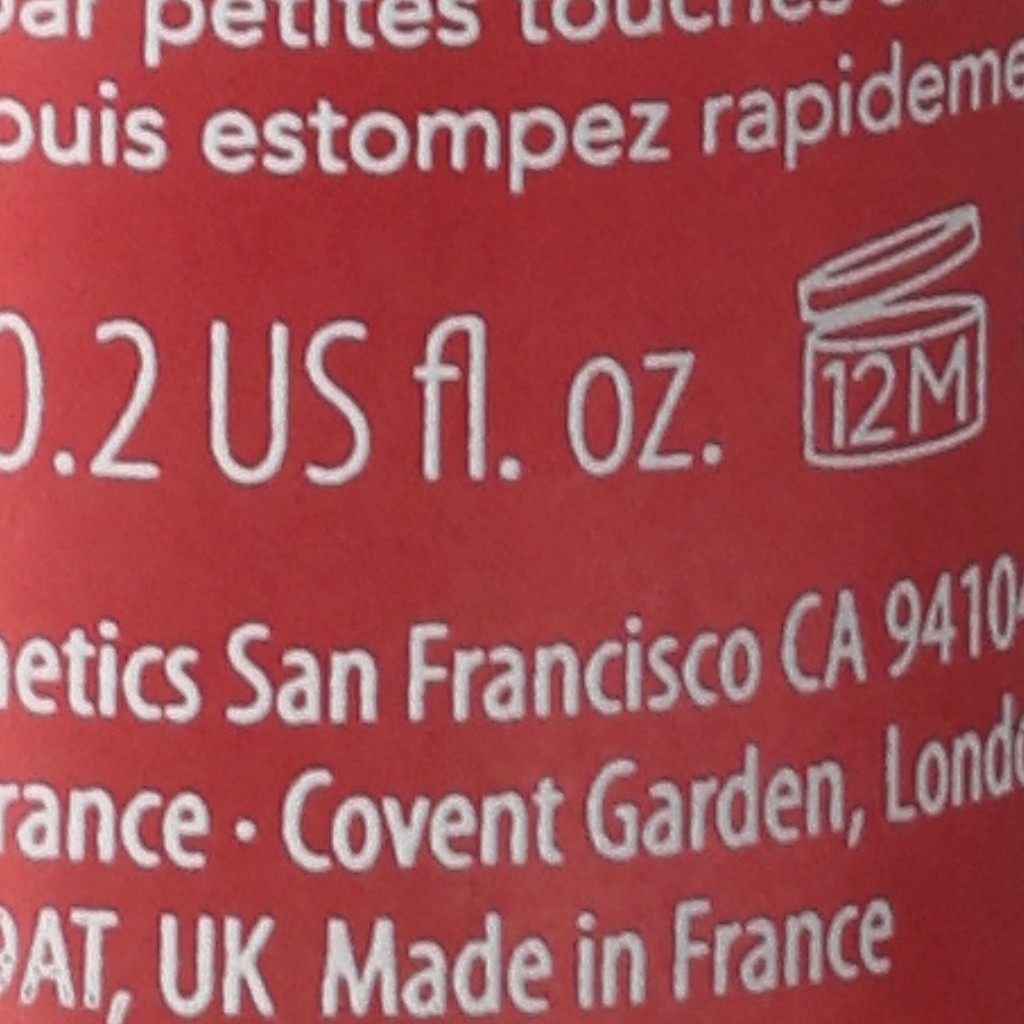 par petites touches
puis estompez rapideme
0.2 US fl. oz. 12M
etics San Francisco CA 9410
rance · Covent Garden, Lond
9AT, UK Made in France